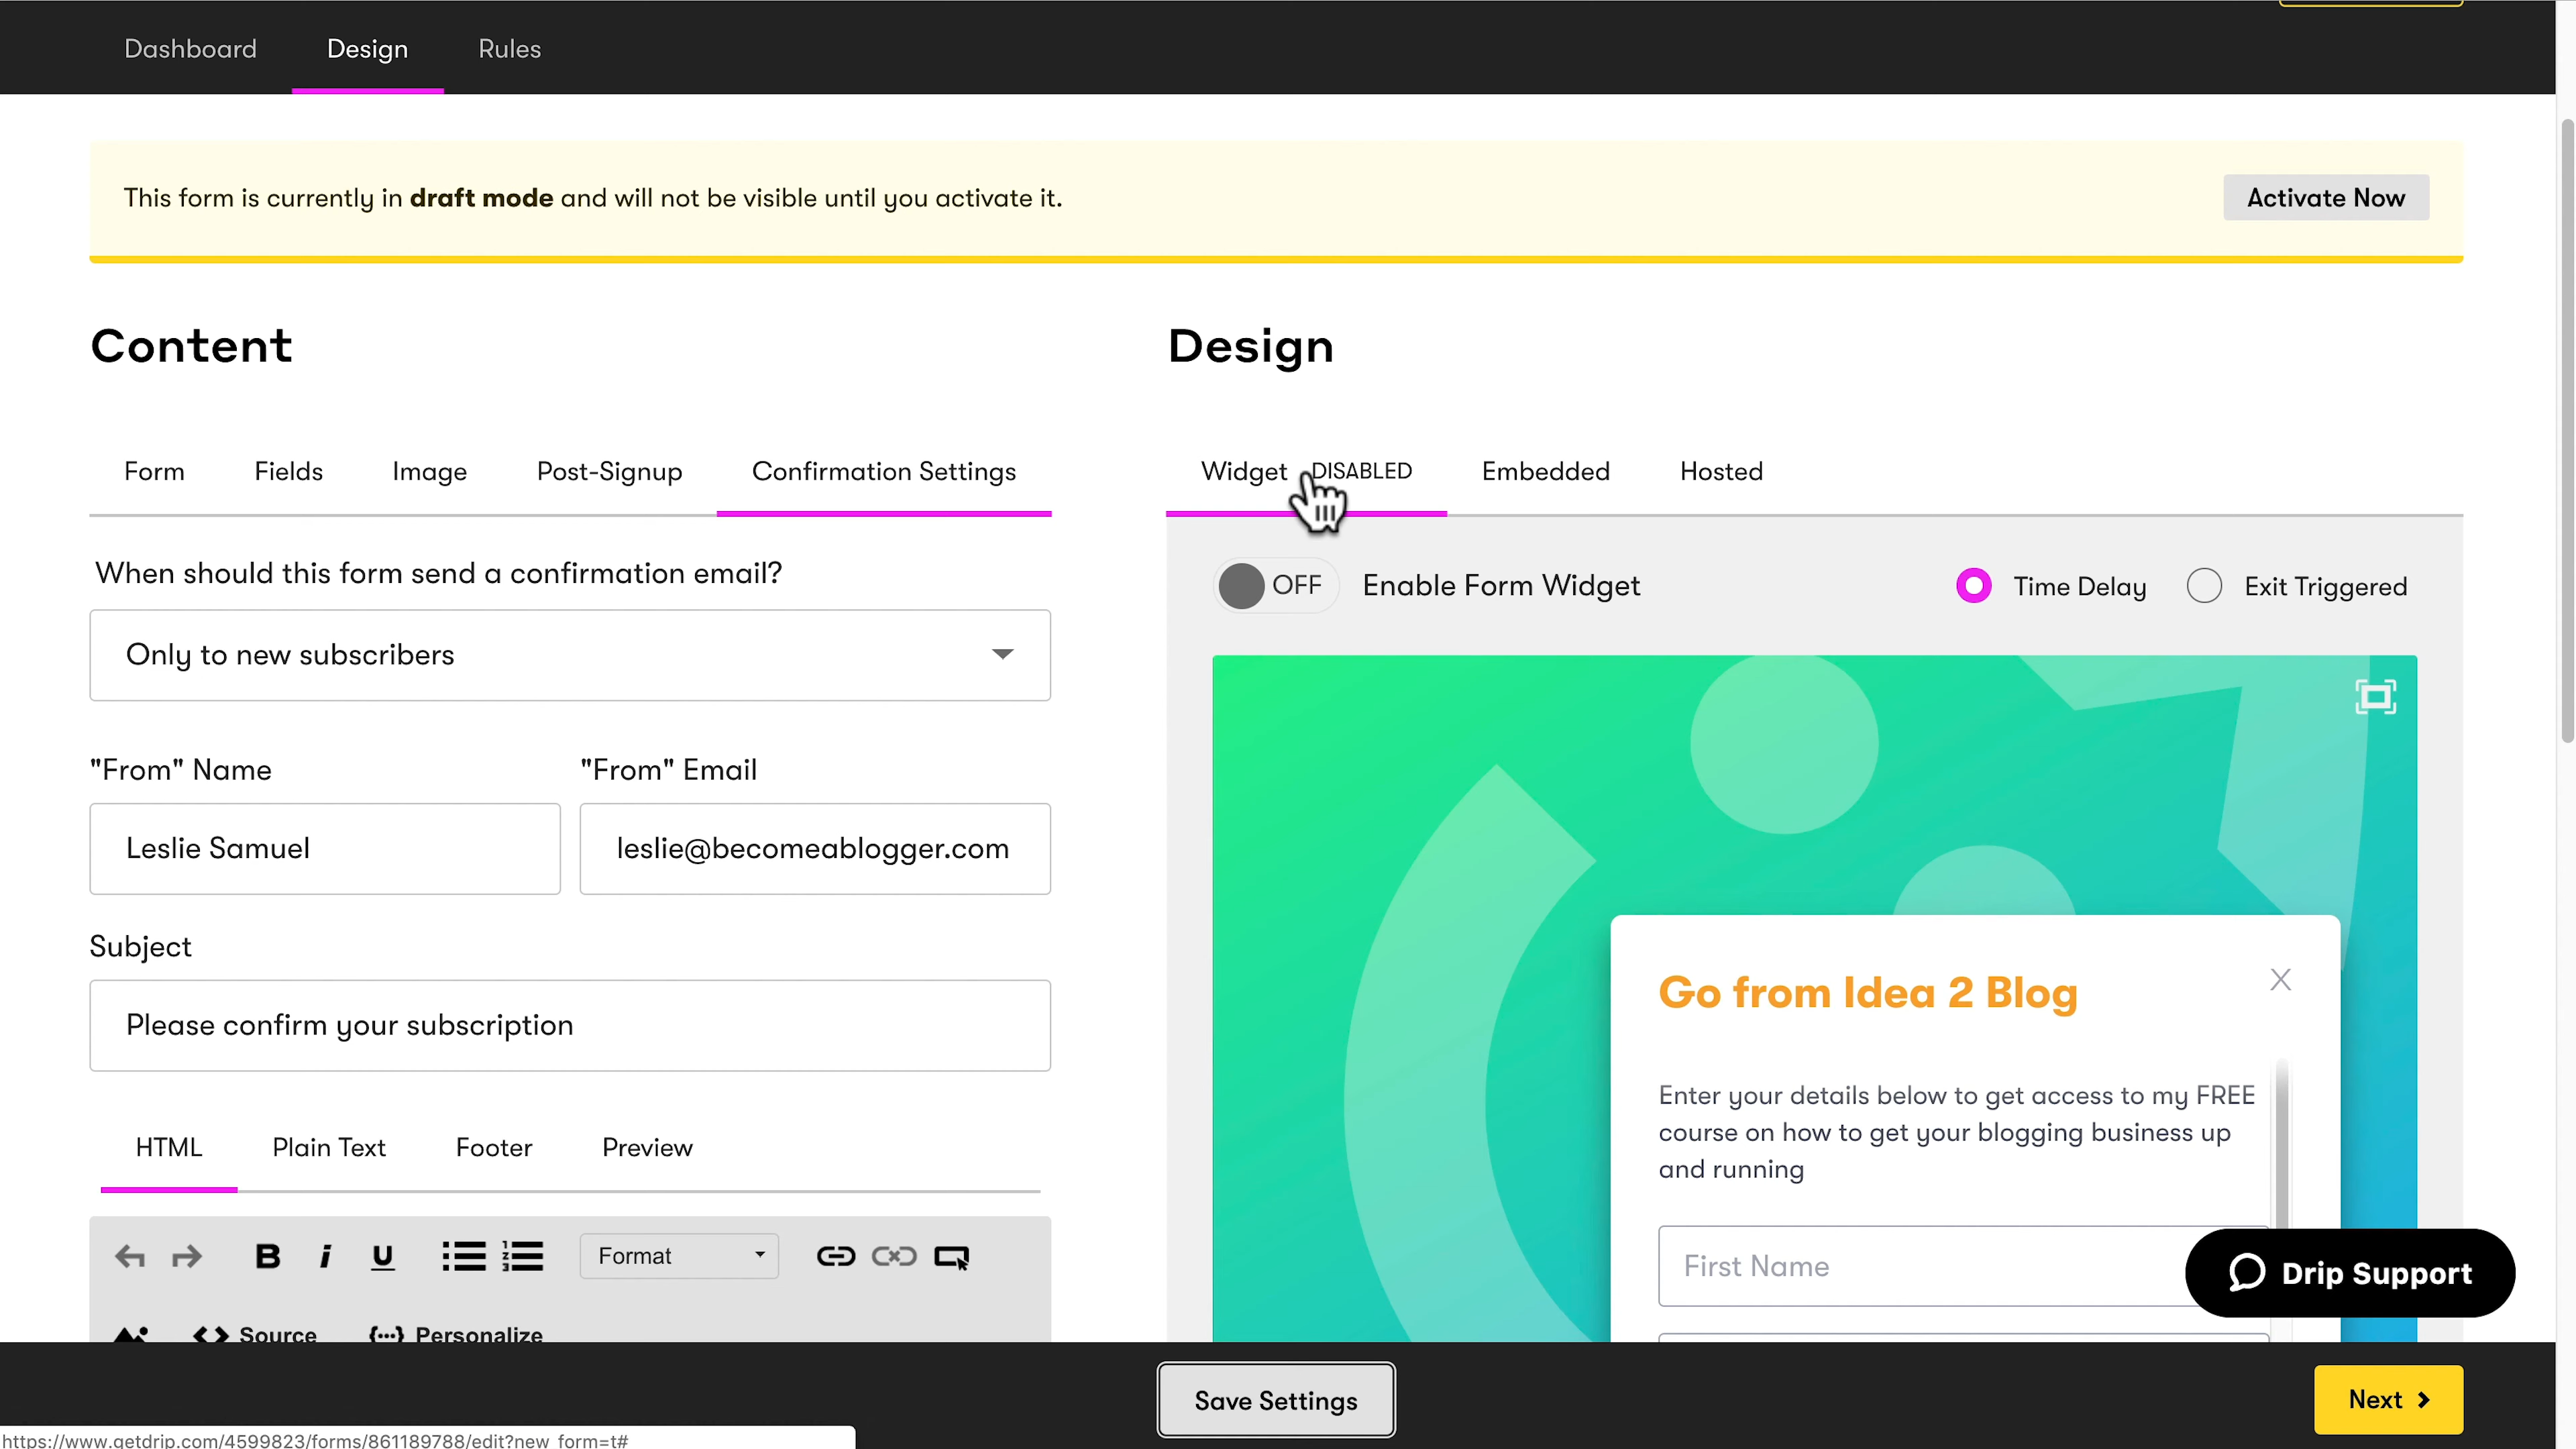 Dashboard
Design
Rules
This form is currently in draft mode and will not be visible until you activate it.
Activate Now
Content
Design
Form
Fields
Image
Post-Signup
Confirmation Settings
Widget
DISABLED
Embedded
Hosted
When should this form send a confirmation email?
OFF
Enable Form Widget
Time Delay
Exit Triggered
Only to new subscribers
"From" Name
"From" Email
Leslie Samuel
leslie@becomeablogger.com
Subject
Please confirm your subscription
Go from Idea 2 Blog
X
Enter your details below to get access to my FREE
course on how to get your blogging business up
and running
HTML
Plain Text
Footer
Preview
B i U
Format
First Name
Drip Support
Source
Personalize
Save Settings
Next
https://www.getdrip.com/4599823/forms/861189788/edit?new_form=t#